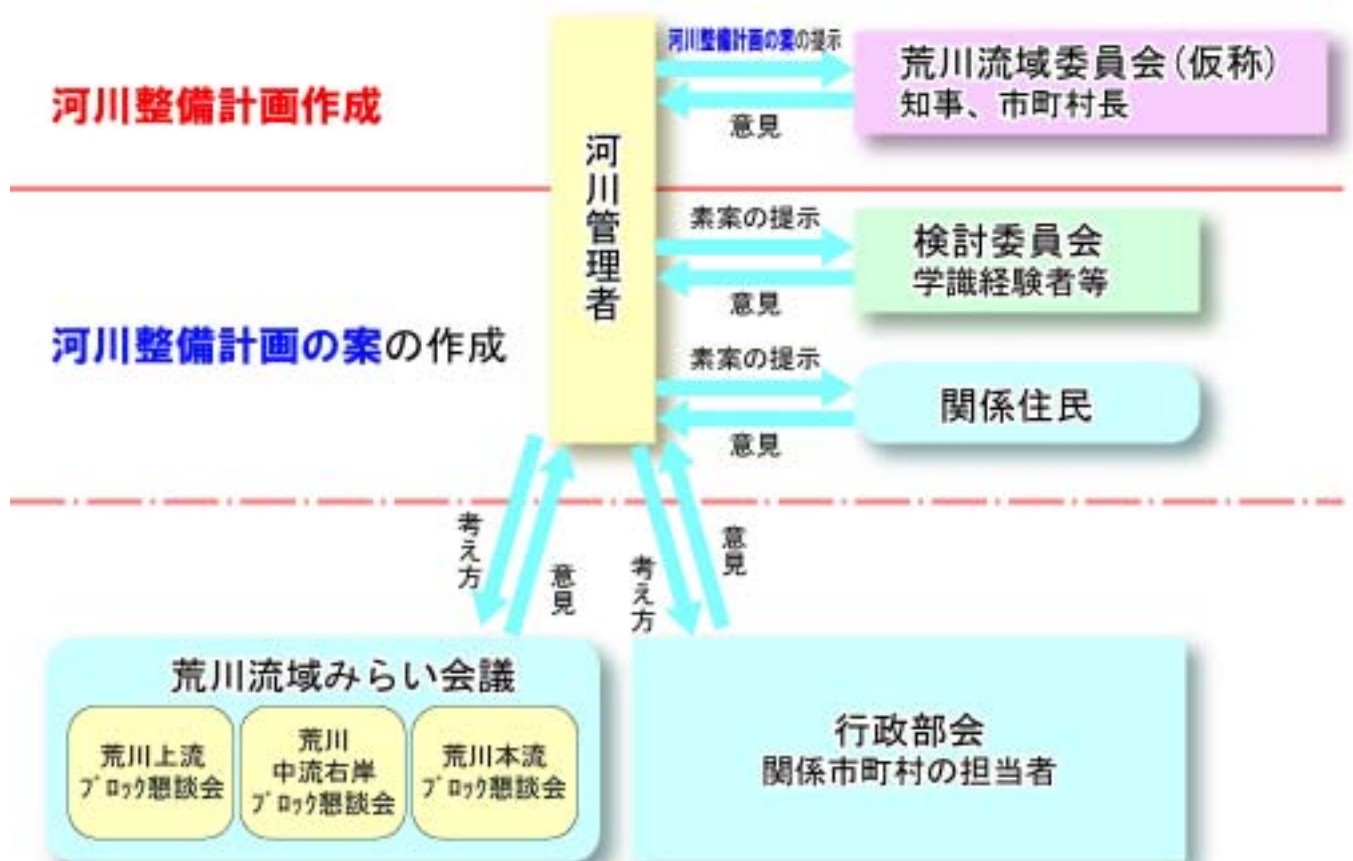 河川整備計画作成
河川管理者
河川整備計画の案の提示
意見
荒川流域委員会(仮称)
知事、市町村長
河川整備計画の案の作成
素案の提示
意見
検討委員会
学識経験者等
素案の提示
意見
関係住民
考え方
意見
考え方
意見
荒川流域みらい会議
荒川上流
ﾌﾞﾛｯｸ懇談会
荒川
中流右岸
ﾌﾞﾛｯｸ懇談会
荒川本流
ﾌﾞﾛｯｸ懇談会
行政部会
関係市町村の担当者